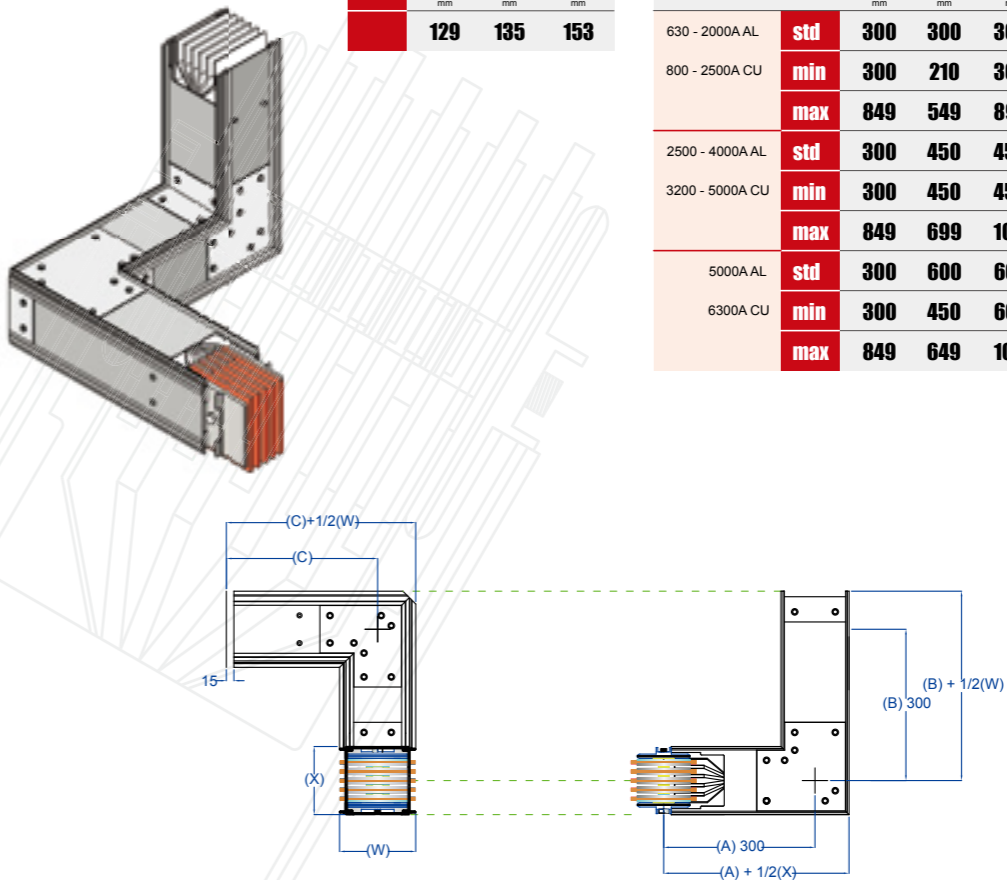 mm mm mm
129 135 153
mm mm
630 - 2000A AL std 300 300
800 - 2500A CU min 300 210
max 849 549
2500 - 4000A AL std 300 450
3200 - 5000A CU min 300 450
max 849 699
5000A AL std 300 600
6300A CU min 300 450
max 849 649
(C)+1/2(W)
(C)
15
(X)
(W)
(B) + 1/2(W)
(B) 300
(A) 300
(A) + 1/2(X)